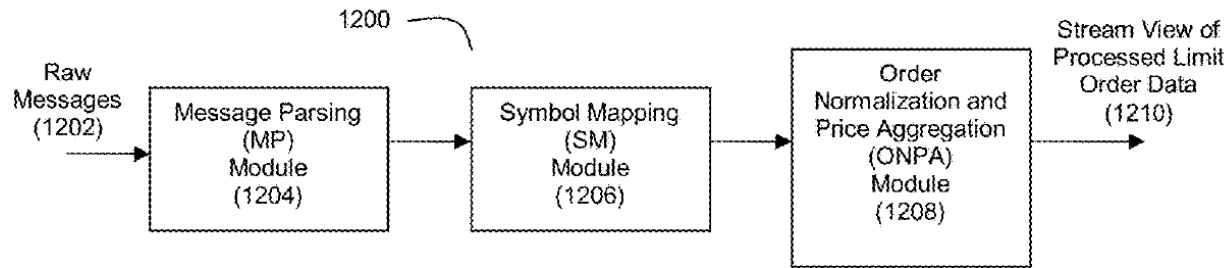 1200
Raw
Messages
(1202)
Message Parsing
(MP)
Module
(1204)
Symbol Mapping
(SM)
Module
(1206)
Order
Normalization and
Price Aggregation
(ONPA)
Module
(1208)
Stream View of
Processed Limit
Order Data
(1210)